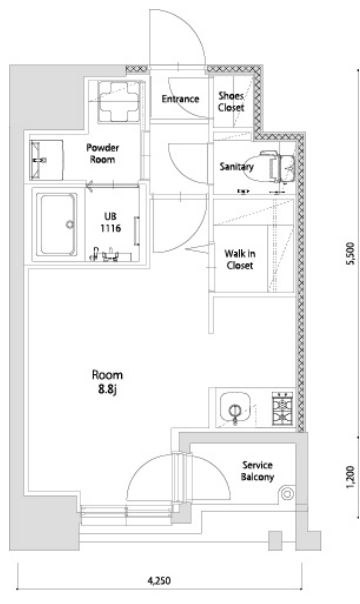 Entrance
Shoes
Closet
Powder
Room
Sanitary
UB
1116
Walk in
Closet
5,500
Room
8.8j
Service
Balcony
1,200
4,250